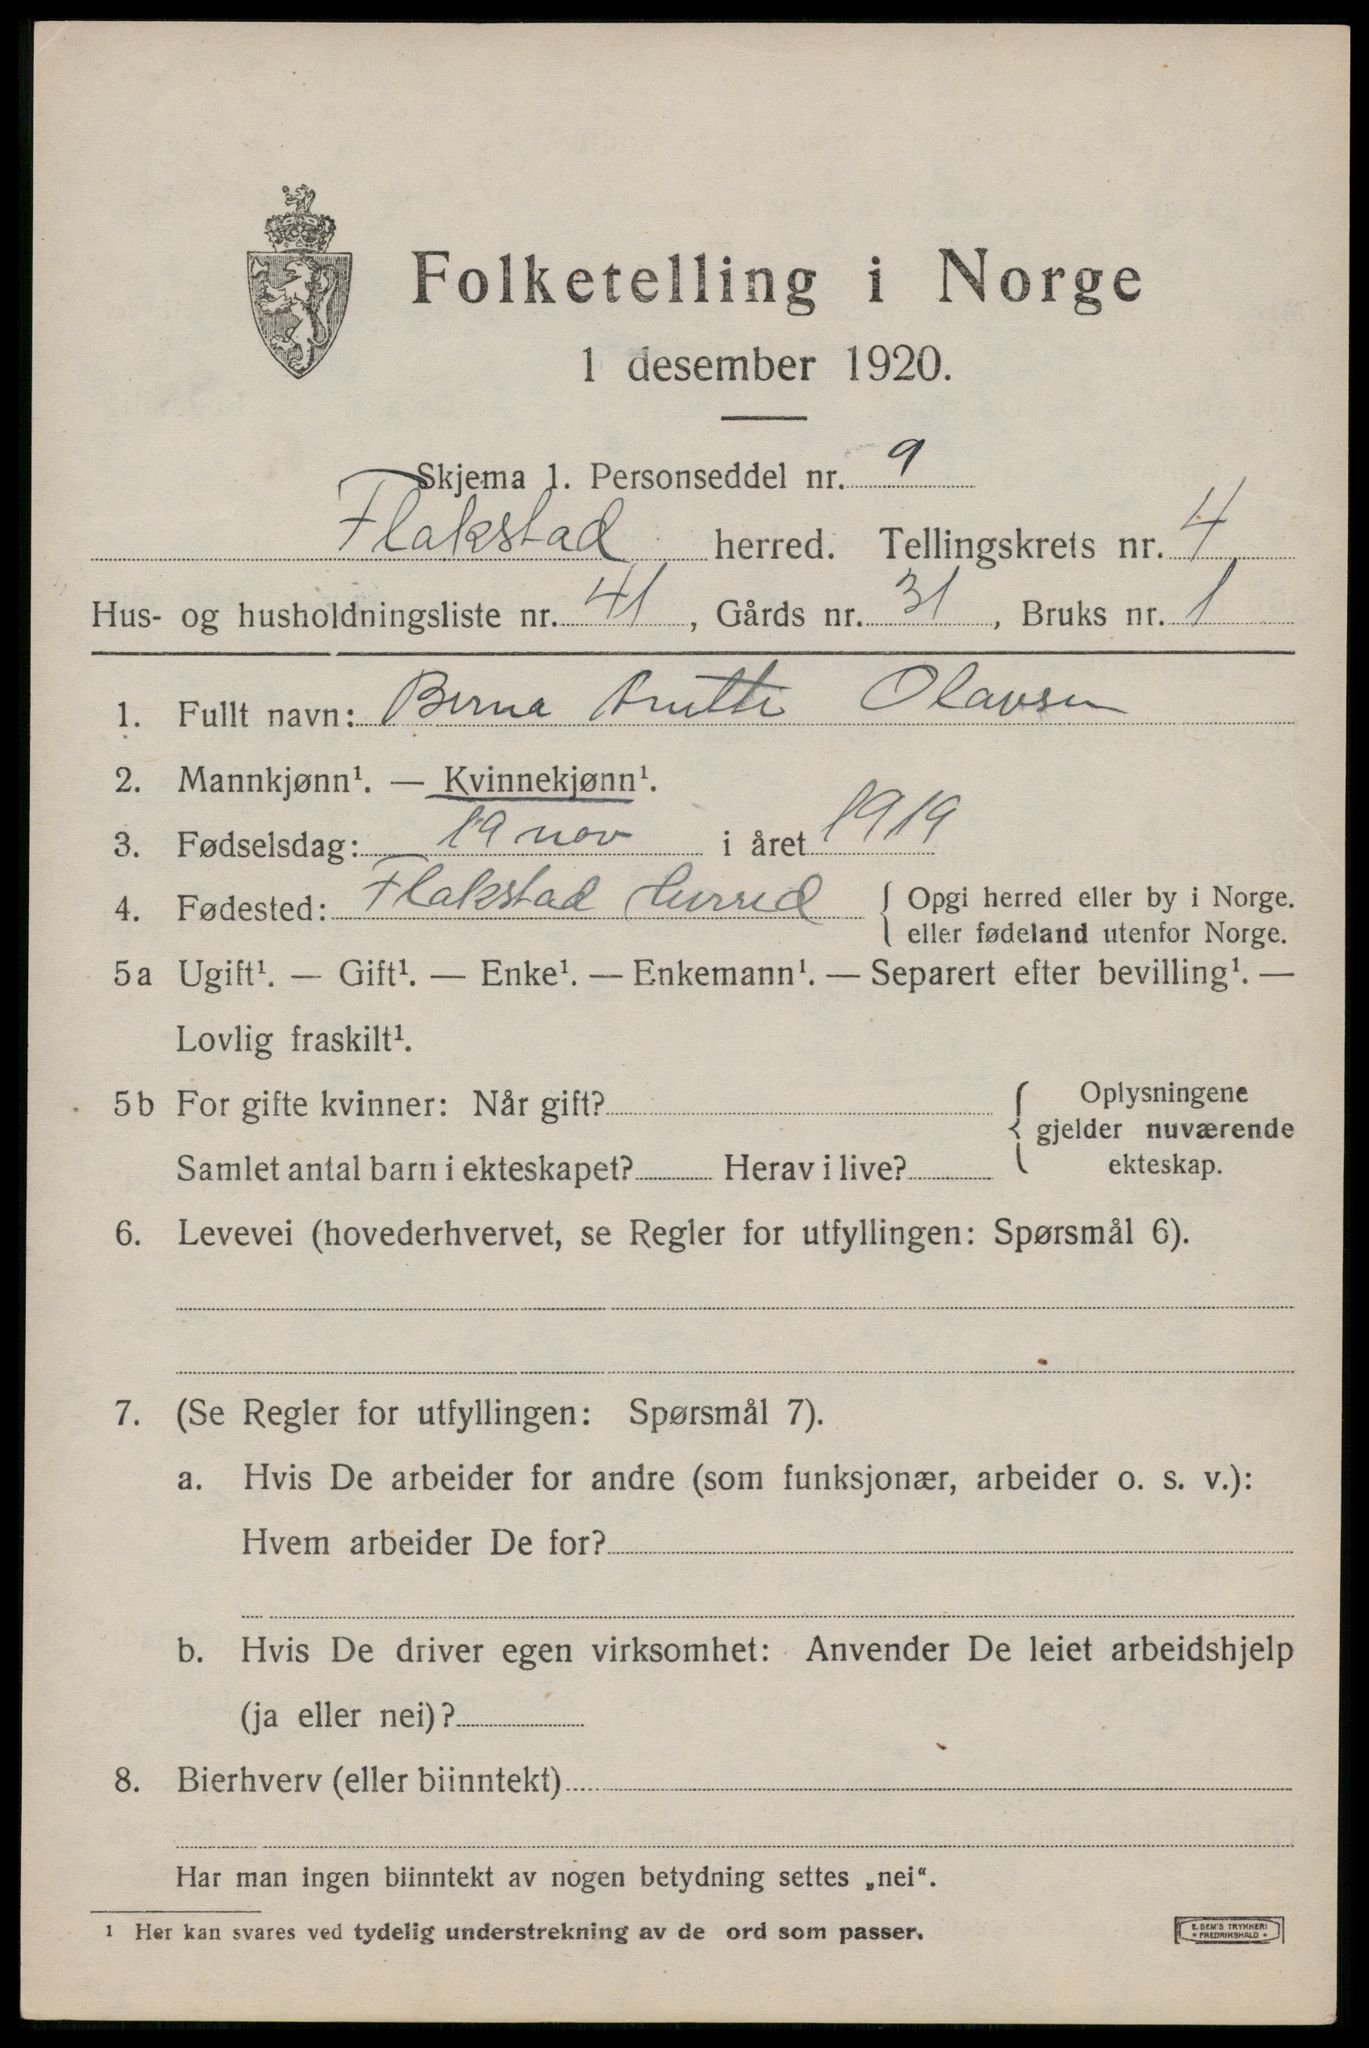 Folketelling i Norge
1 desember 1920.
Skjema 1. Personseddel nr. 9
Flakstad herred. Tellingskrets nr. 4
Hus- og husholdningsliste nr. 41, Gårds nr. 31, Bruks nr. 1
1. Fullt navn: Olavsen
2. Mannkjønn¹. — Kvinnekjønn¹.
3. Fødselsdag: 19 nov i året 1919
4. Fødested: Flakstad Herred { Opgi herred eller by i Norge.
eller fødeland utenfor Norge.
5a Ugift¹. — Gift¹. — Enke¹. — Enkemann¹. — Separert efter bevilling¹. —
Lovlig fraskilt¹.
5b For gifte kvinner: Når gift?
Samlet antal barn i ekteskapet? Herav i live?
{ Oplysningene
gjelder nuværende
ekteskap.
6. Levevei (hovederhvervet, se Regler for utfyllingen: Spørsmål 6).
7. (Se Regler for utfyllingen: Spørsmål 7).
a. Hvis De arbeider for andre (som funksjonær, arbeider o. s. v.):
Hvem arbeider De for?
b. Hvis De driver egen virksomhet: Anvender De leiet arbeidshjelp
(ja eller nei)?
8. Bierhverv (eller biinntekt)
Har man ingen biinntekt av nogen betydning settes „nei“.
¹ Her kan svares ved tydelig understrekning av de ord som passer.
E. SEM'S TRYKKERI
* FREDRIKSHALD *